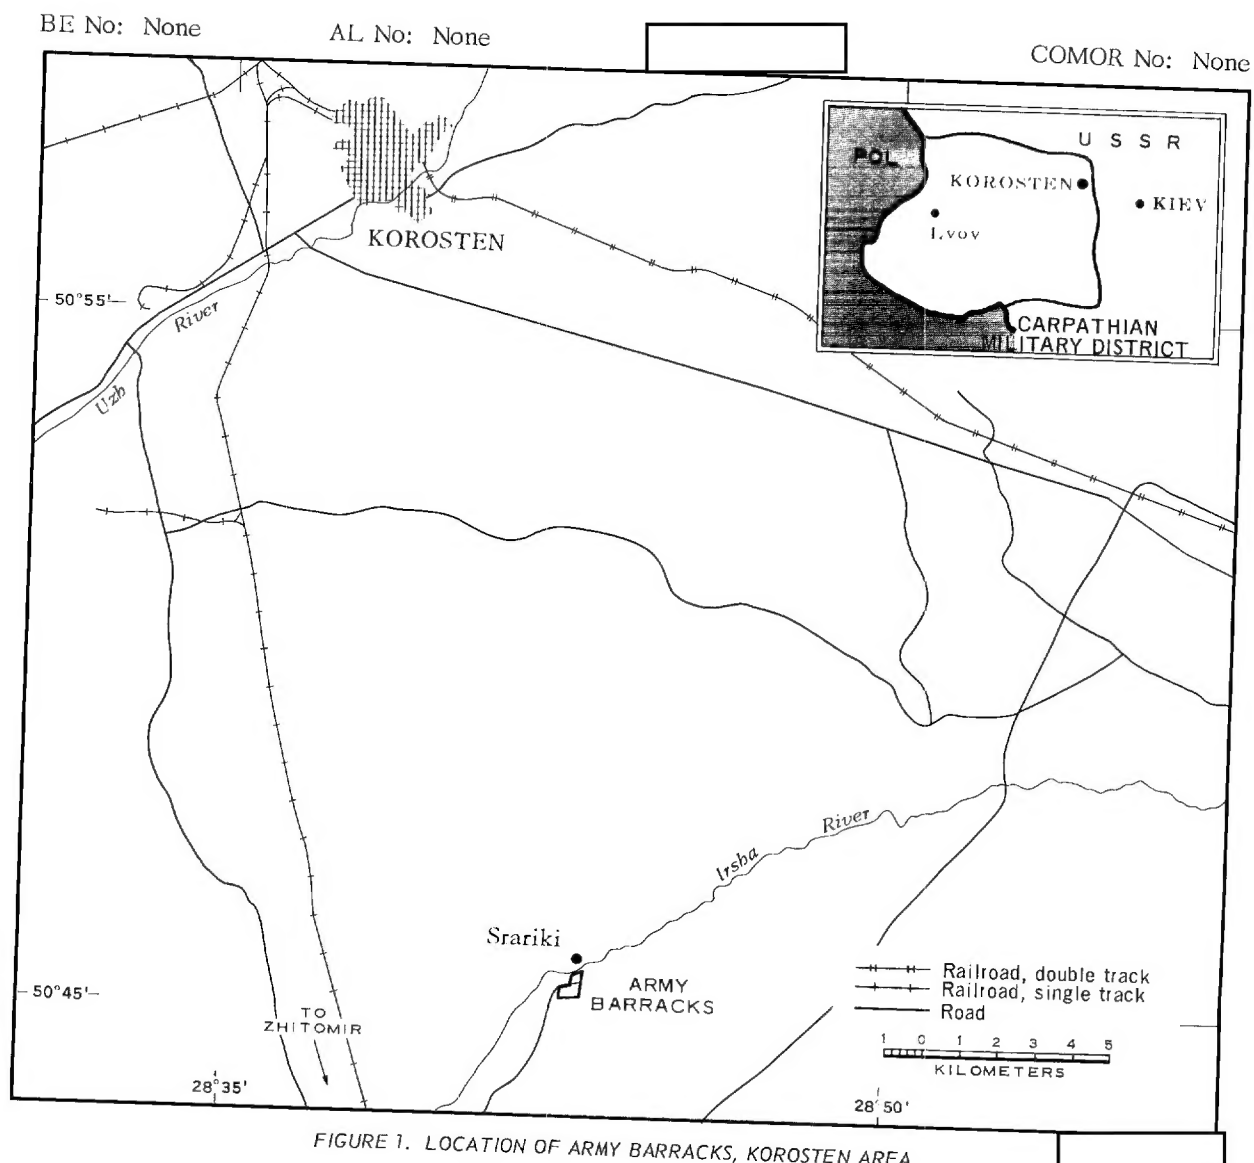 BE No: None
AL No: None
COMOR No: None
POL
U S S R
KOROSTEN
KIEV
Lvov
CARPATHIAN
MILITARY DISTRICT
KOROSTEN
50°55'
River
Uzh
River
Irsha
Srariki
ARMY
BARRACKS
50°45'
TO
ZHITOMIR
Railroad, double track
Railroad, single track
Road
1 0 1 2 3 4 5
KILOMETERS
28°35'
28°50'
FIGURE 1. LOCATION OF ARMY BARRACKS, KOROSTEN AREA